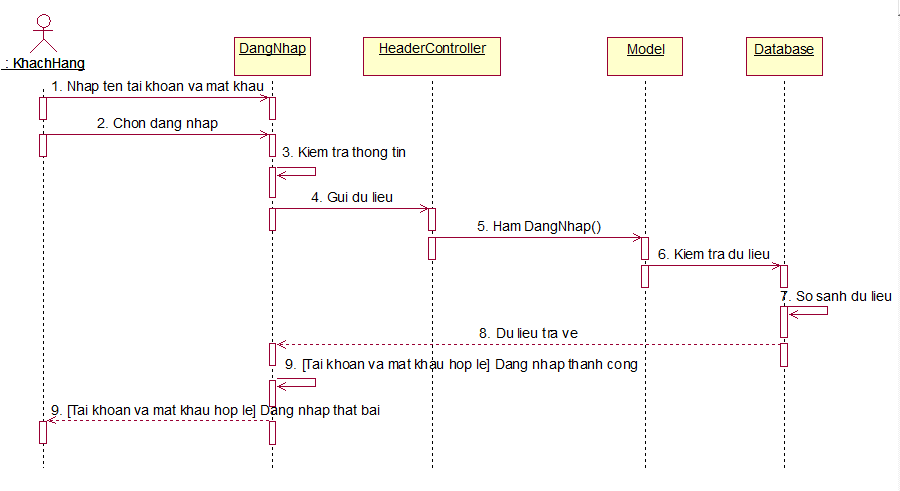 DangNhap
HeaderController
Model
Database
: KhachHang
1. Nhap ten tai khoan va mat khau
2. Chon dang nhap
3. Kiem tra thong tin
4. Gui du lieu
5. Ham DangNhap()
6. Kiem tra du lieu
7. So sanh du lieu
8. Du lieu tra ve
9. [Tai khoan va mat khau hop le] Dang nhap thanh cong
9. [Tai khoan va mat khau hop le] Dang nhap that bai